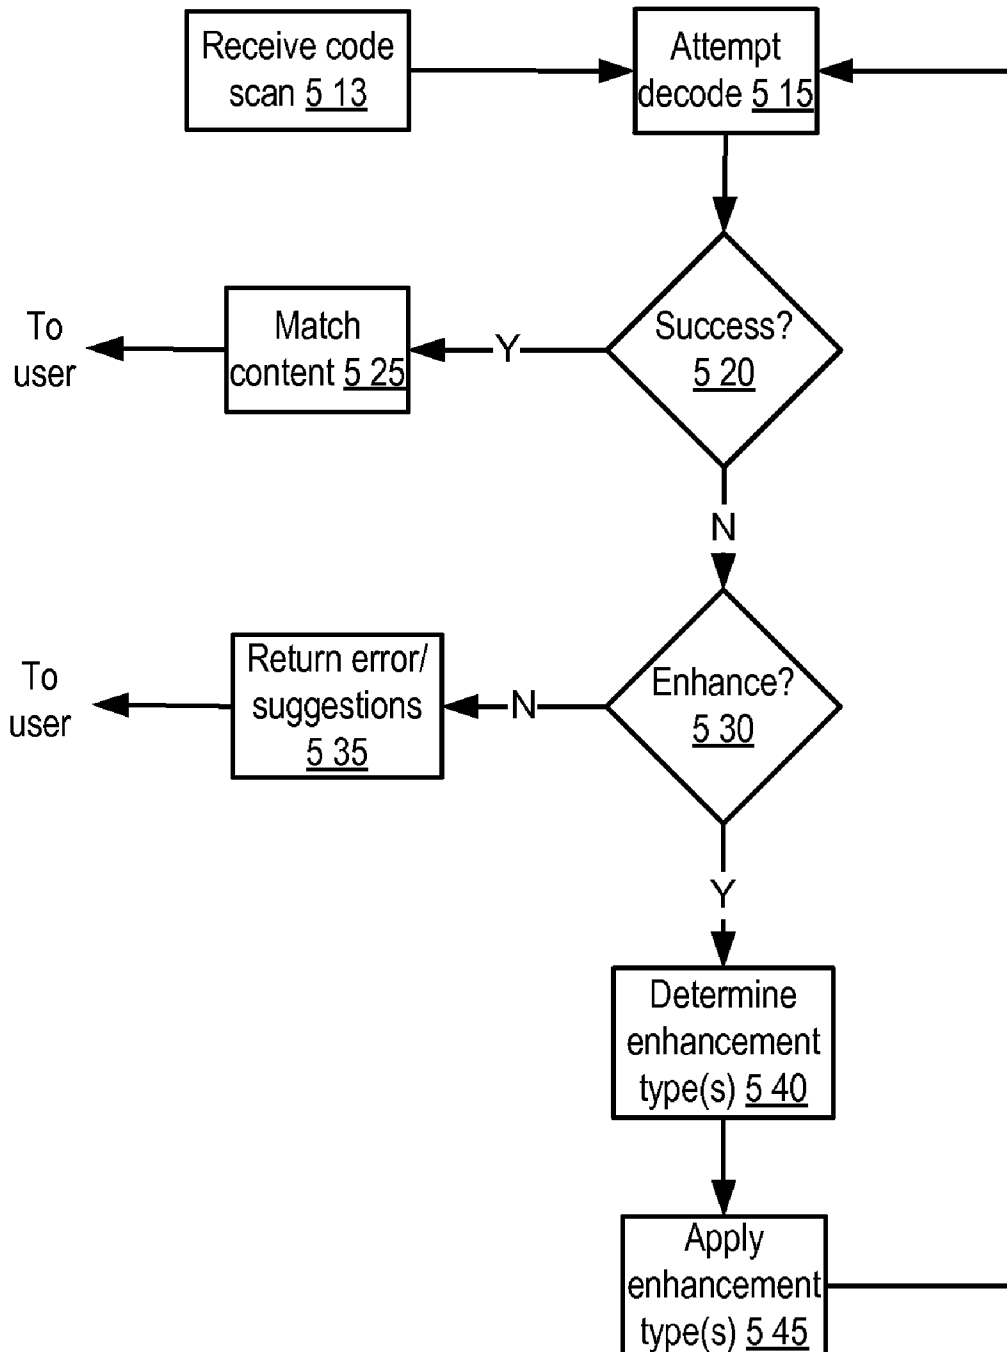 Receive code
scan 5 13
Attempt
decode 5 15
Success?
5 20
Y
Match
content 5 25
To
user
N
Enhance?
5 30
N
Return error/
suggestions
5 35
To
user
Y
Determine
enhancement
type(s) 5 40
Apply
enhancement
type(s) 5 45